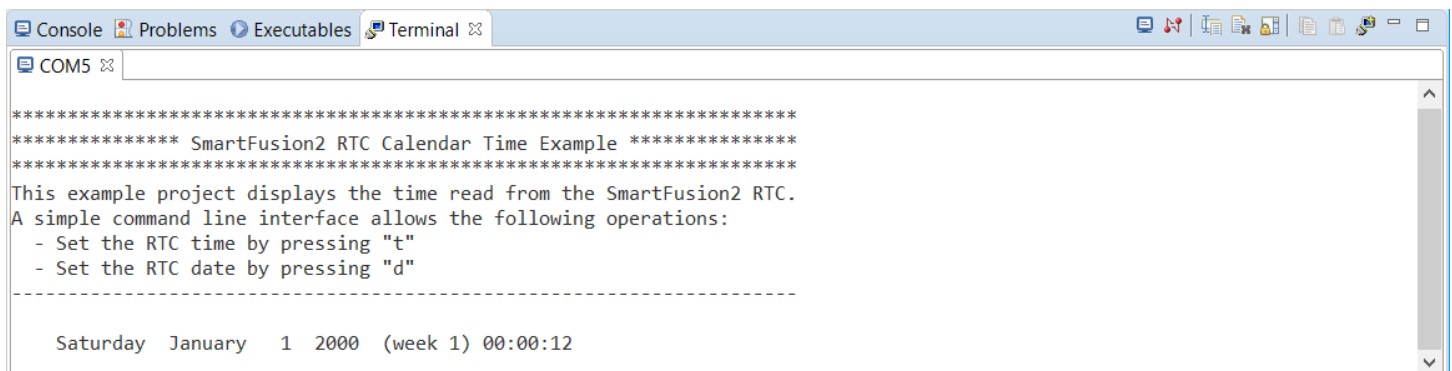 Console Problems Executables Terminal
COM5
**********************************************************************
*************** SmartFusion2 RTC Calendar Time Example ***************
**********************************************************************
This example project displays the time read from the SmartFusion2 RTC.
A simple command line interface allows the following operations:
- Set the RTC time by pressing "t"
- Set the RTC date by pressing "d"
----------------------------------------------------------------------
Saturday January 1 2000 (week 1) 00:00:12